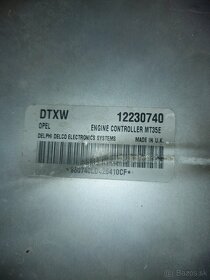 DTXW 12230740
OPEL ENGINE CONTROLLER MT35E
DELPHI DELCO ELECTRONICS SYSTEMS MADE IN U.K.
bazos.sk